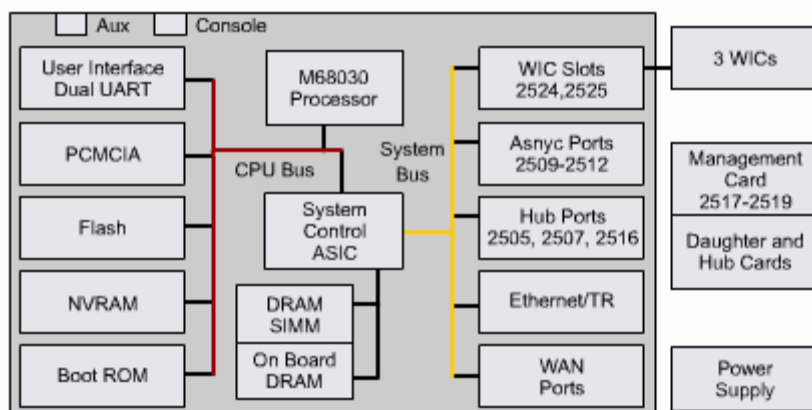 Aux
Console
User Interface
Dual UART
PCMCIA
Flash
NVRAM
Boot ROM
M68030
Processor
CPU Bus
System
Control
ASIC
DRAM
SIMM
On Board
DRAM
System
Bus
WIC Slots
2524,2525
Asnyc Ports
2509-2512
Hub Ports
2505, 2507, 2516
Ethernet/TR
WAN
Ports
3 WICs
Management
Card
2517-2519
Daughter and
Hub Cards
Power
Supply